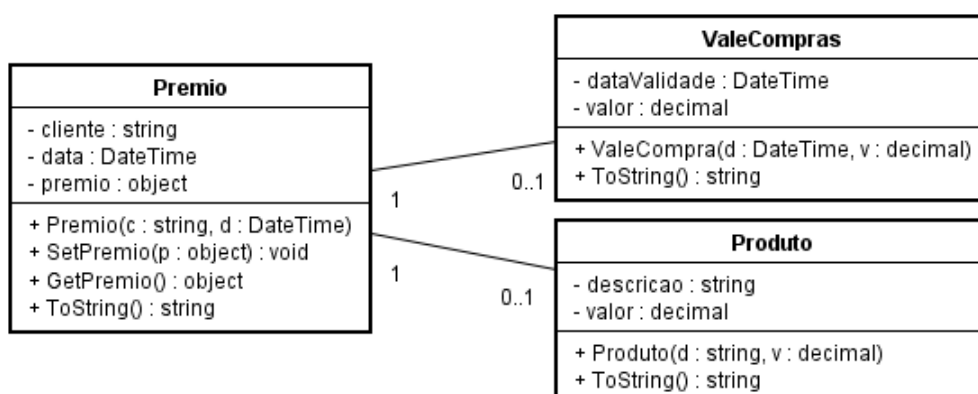 Premio
- cliente : string
- data : DateTime
- premio : object
+ Premio(c : string, d : DateTime)
+ SetPremio(p : object) : void
+ GetPremio() : object
+ ToString() : string
1
1
ValeCompras
- dataValidade : DateTime
- valor : decimal
+ ValeCompra(d : DateTime, v : decimal)
+ ToString() : string
0..1
Produto
- descricao : string
- valor : decimal
+ Produto(d : string, v : decimal)
+ ToString() : string
0..1